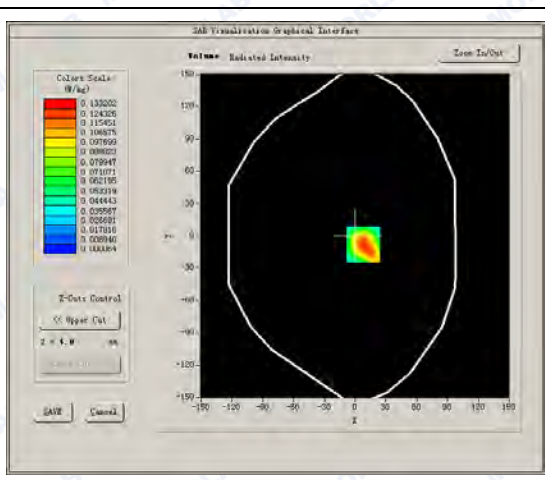 SAR Visualisation Graphical Interface
Volume Radiated Intensity
Zoom In/Out
Colors Scale
(W/kg)
0.133202
0.124326
0.115451
0.106575
0.097699
0.088823
0.079947
0.071071
0.062195
0.053319
0.044443
0.035567
0.026691
0.017816
0.008940
0.000064
150
120
90
60
30
0
-30
-60
-90
-120
-150
Y
-150 -120 -90 -60 -30 0 30 60 90 120 150
X
Z-Cuts Control
<< Upper Cut
Z = 4.0 mm
SAVE Cancel